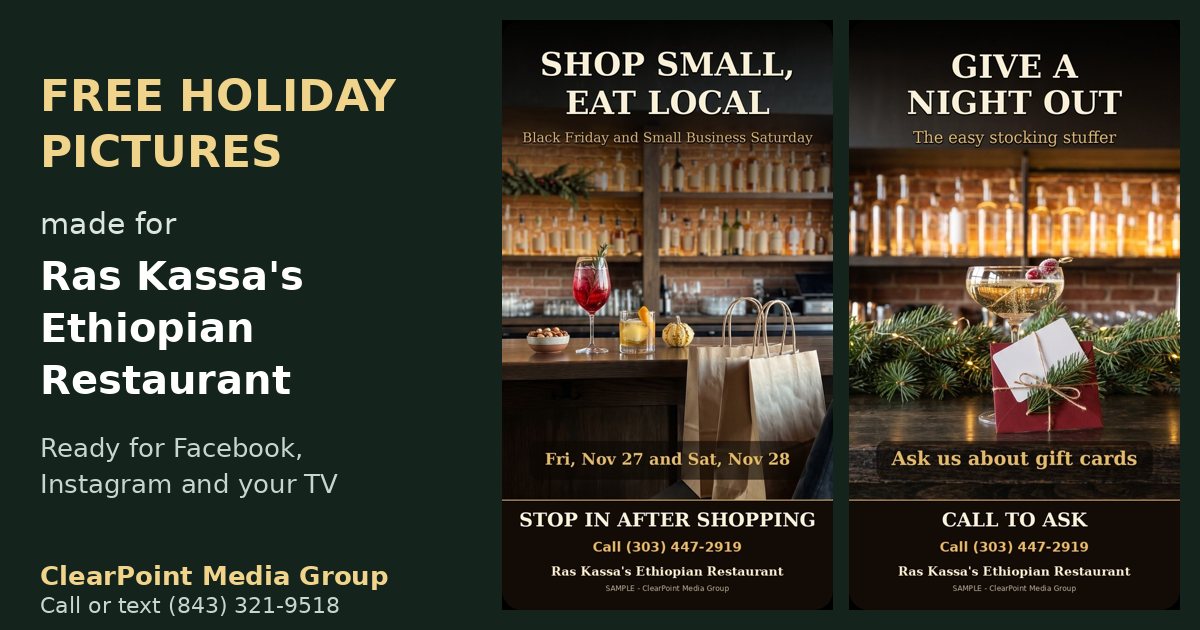 FREE HOLIDAY
PICTURES
made for
Ras Kassa's
Ethiopian
Restaurant
Ready for Facebook,
Instagram and your TV
ClearPoint Media Group
Call or text (843) 321-9518
SHOP SMALL,
EAT LOCAL
Black Friday and Small Business Saturday
Fri, Nov 27 and Sat, Nov 28
STOP IN AFTER SHOPPING
Call (303) 447-2919
Ras Kassa's Ethiopian Restaurant
SAMPLE - ClearPoint Media Group
GIVE A
NIGHT OUT
The easy stocking stuffer
Ask us about gift cards
CALL TO ASK
Call (303) 447-2919
Ras Kassa's Ethiopian Restaurant
SAMPLE - ClearPoint Media Group